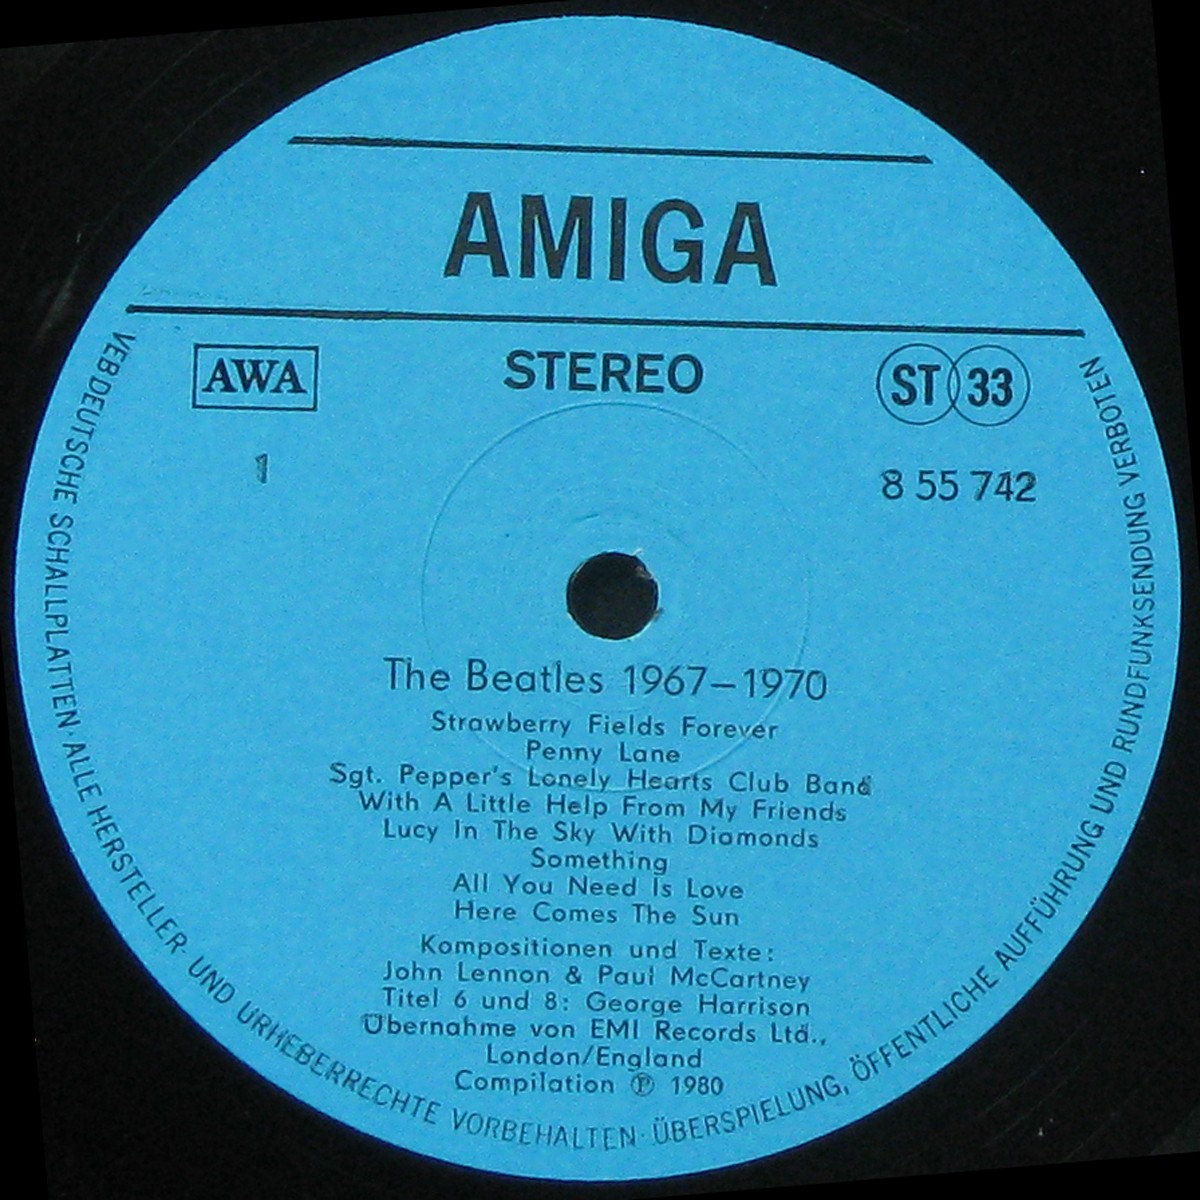 AMIGA
AWA
STEREO
ST 33
1
8 55 742
The Beatles 1967–1970
Strawberry Fields Forever
Penny Lane
Sgt. Pepper's Lonely Hearts Club Band
With A Little Help From My Friends
Lucy In The Sky With Diamonds
Something
All You Need Is Love
Here Comes The Sun
Kompositionen und Texte:
John Lennon & Paul McCartney
Titel 6 und 8: George Harrison
Übernahme von EMI Records Ltd.,
London/England
Compilation ℗ 1980
VEB DEUTSCHE SCHALLPLATTEN · ALLE HERSTELLER- UND URHEBERRECHTE VORBEHALTEN · ÜBERSPIELUNG, ÖFFENTLICHE AUFFÜHRUNG UND RUNDFUNKSENDUNG VERBOTEN